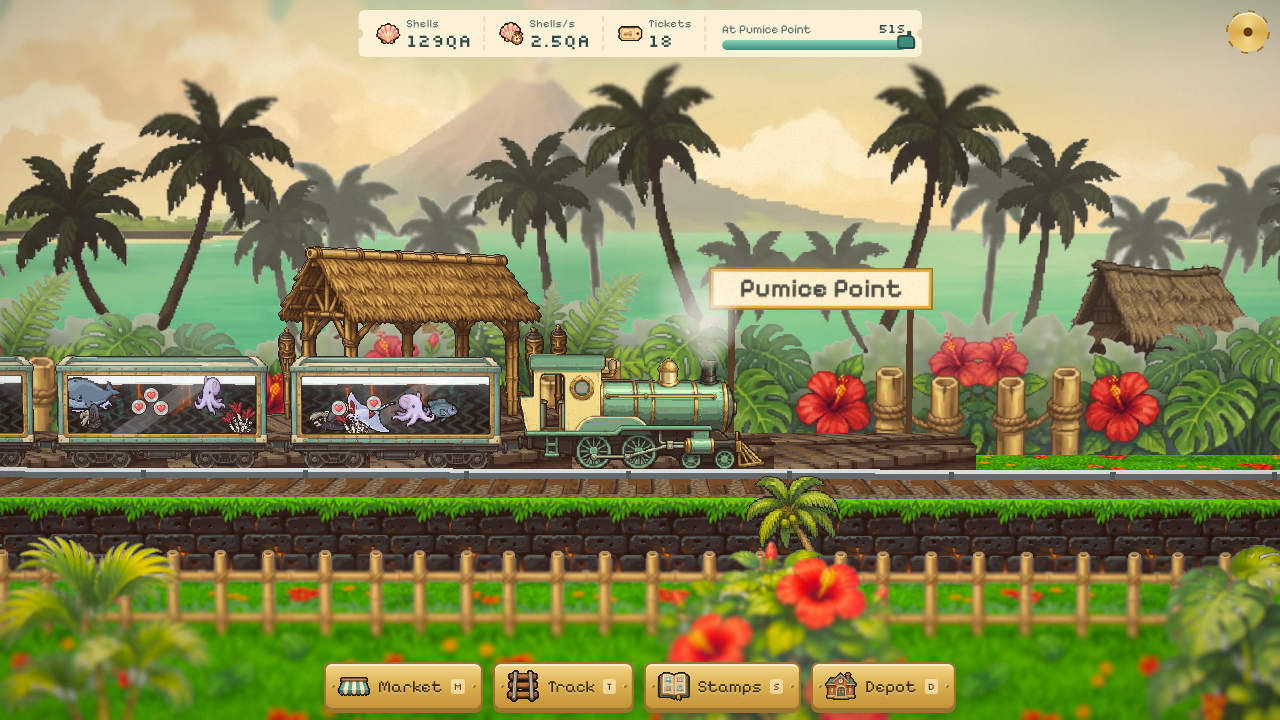 Shells
129QA
Shells/s
2.5QA
Tickets
18
At Pumice Point 51s
Pumice Point
Market M
Track T
Stamps S
Depot D